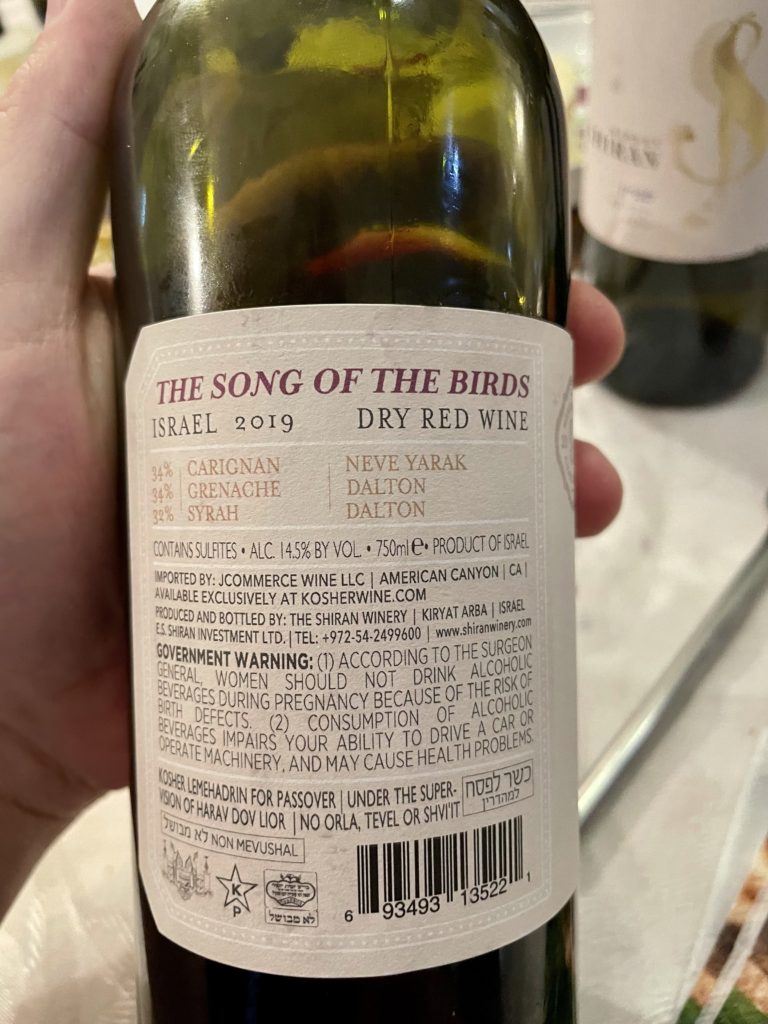 THE SONG OF THE BIRDS
ISRAEL 2019 DRY RED WINE
34% CARIGNAN NEVE YARAK
34% GRENACHE DALTON
32% SYRAH DALTON
CONTAINS SULFITES • ALC. 14.5% BY VOL. • 750ml e • PRODUCT OF ISRAEL
IMPORTED BY: JCOMMERCE WINE LLC | AMERICAN CANYON | CA |
AVAILABLE EXCLUSIVELY AT KOSHERWINE.COM
PRODUCED AND BOTTLED BY: THE SHIRAN WINERY | KIRYAT ARBA | ISRAEL
E.S. SHIRAN INVESTMENT LTD. | TEL: +972-54-2499600 | www.shiranwinery.com
GOVERNMENT WARNING: (1) ACCORDING TO THE SURGEON
GENERAL, WOMEN SHOULD NOT DRINK ALCOHOLIC
BEVERAGES DURING PREGNANCY BECAUSE OF THE RISK OF
BIRTH DEFECTS. (2) CONSUMPTION OF ALCOHOLIC
BEVERAGES IMPAIRS YOUR ABILITY TO DRIVE A CAR OR
OPERATE MACHINERY, AND MAY CAUSE HEALTH PROBLEMS.
KOSHER LEMEHADRIN FOR PASSOVER | UNDER THE SUPER-
VISION OF HARAV DOV LIOR | NO ORLA, TEVEL OR SHVI'IT
כשר לפסח
למהדרין
לא מבושל NON MEVUSHAL
K
P
לא מבושל
6 93493 13522 1